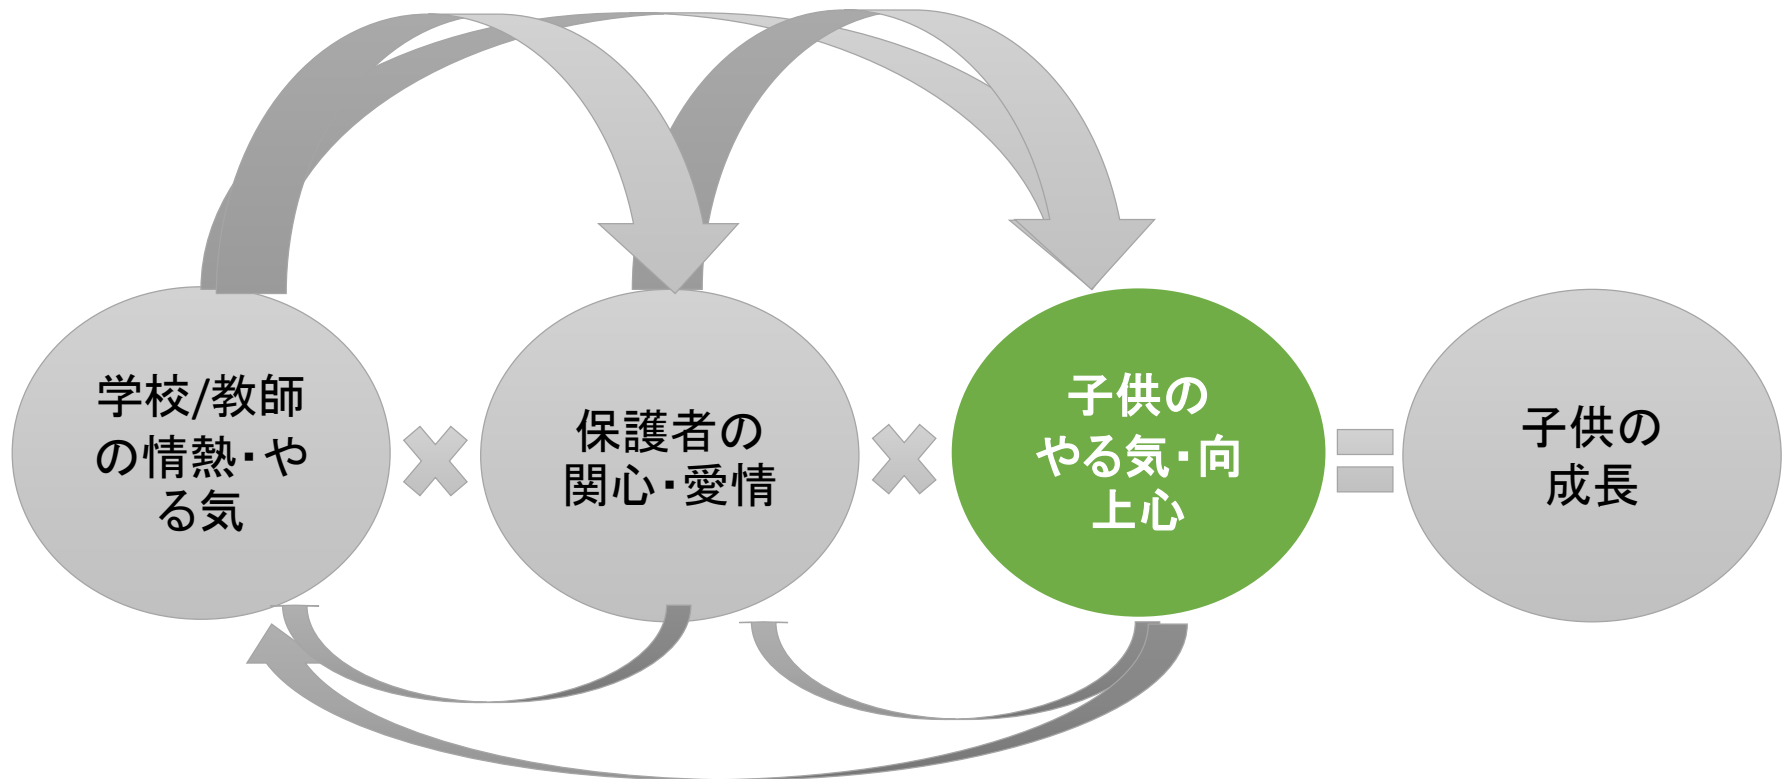 学校/教師
の情熱・や
る気
保護者の
関心・愛情
子供の
やる気・向
上心
子供の
成長